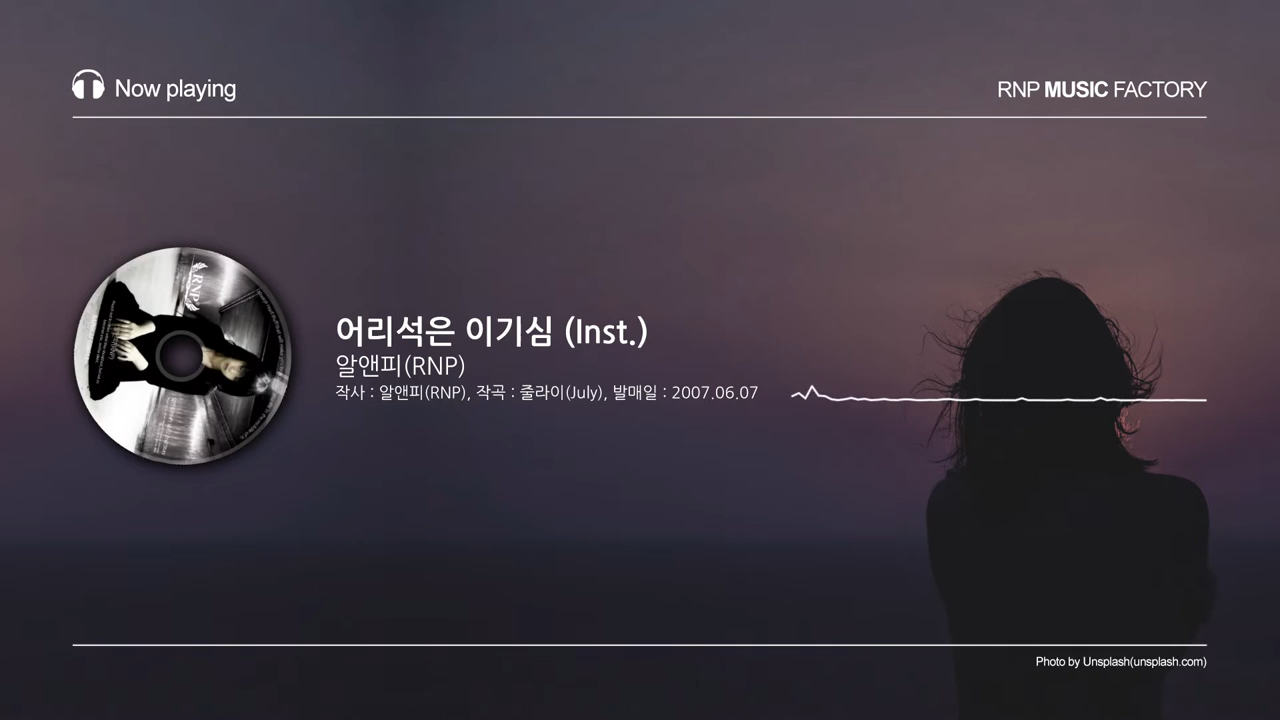 Now playing
RNP MUSIC FACTORY
RNP
어리석은 이기심 (Inst.)
알앤피(RNP)
작사 : 알앤피(RNP), 작곡 : 줄라이(July), 발매일 : 2007.06.07
Photo by Unsplash(unsplash.com)